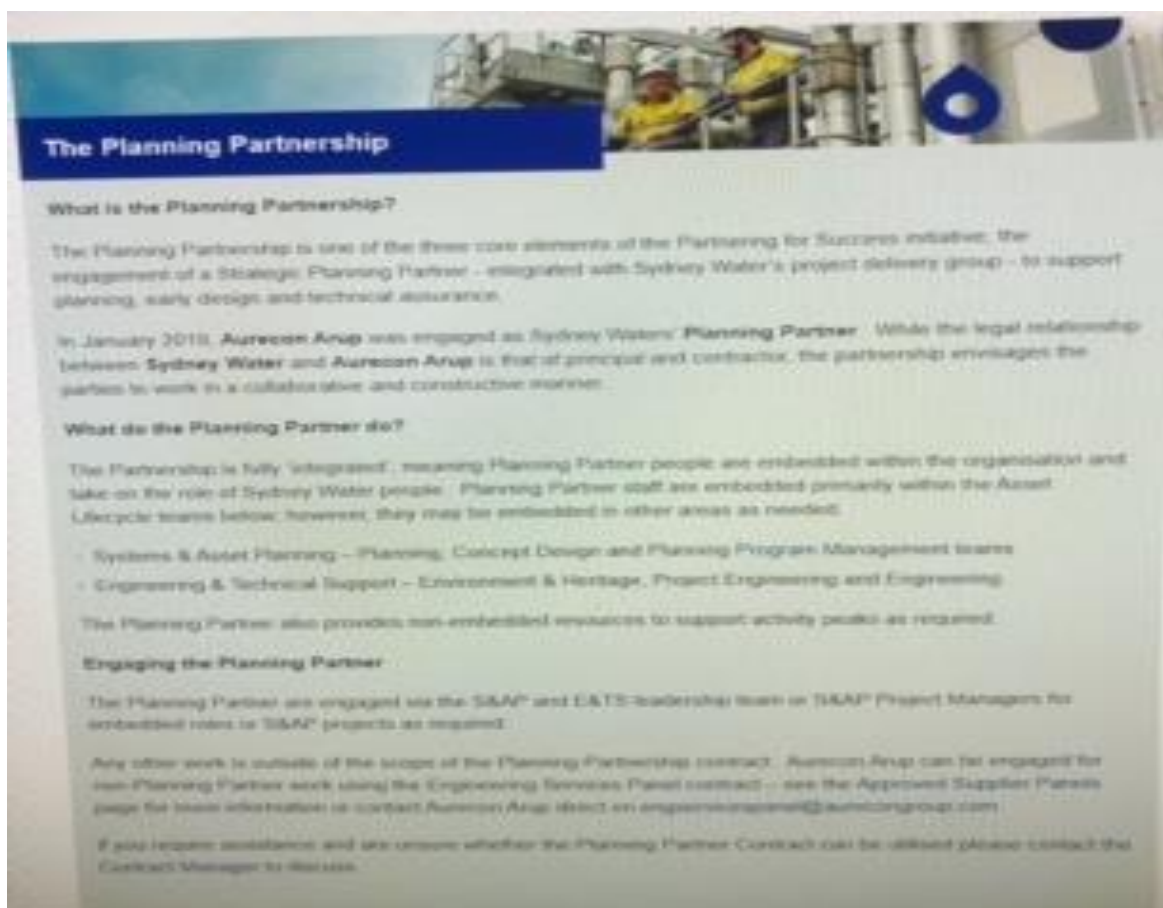 The Planning Partnership
What is the Planning Partnership?
The Planning Partnership is one of the three core elements of the Partnering for Success initiative; the
engagement of a Strategic Planning Partner - integrated with Sydney Water's project delivery group - to support
planning, early design and technical assurance.
In January 2019, Aurecon Arup was engaged as Sydney Waters' Planning Partner. While the legal relationship
between Sydney Water and Aurecon Arup is that of principal and contractor, the partnership envisages the
parties to work in a collaborative and constructive manner.
What do the Planning Partner do?
The Partnership is fully 'integrated', meaning Planning Partner people are embedded within the organisation and
take on the role of Sydney Water people. Planning Partner staff are embedded primarily within the Asset
Lifecycle teams below; however, they may be embedded in other areas as needed:
- Systems & Asset Planning – Planning, Concept Design and Planning Program Management teams
- Engineering & Technical Support – Environment & Heritage, Project Engineering and Engineering.
The Planning Partner also provides non-embedded resources to support activity peaks as required.
Engaging the Planning Partner
The Planning Partner are engaged via the S&AP and E&TS leadership team or S&AP Project Managers for
embedded roles or S&AP projects as required.
Any other work is outside of the scope of the Planning Partnership contract. Aurecon Arup can be engaged for
non-Planning Partner work using the Engineering Services Panel contract – see the Approved Supplier Panels
page for more information or contact Aurecon Arup direct on
If you require assistance and are unsure whether the Planning Partner Contract can be utilised please contact the
Contract Manager to discuss.